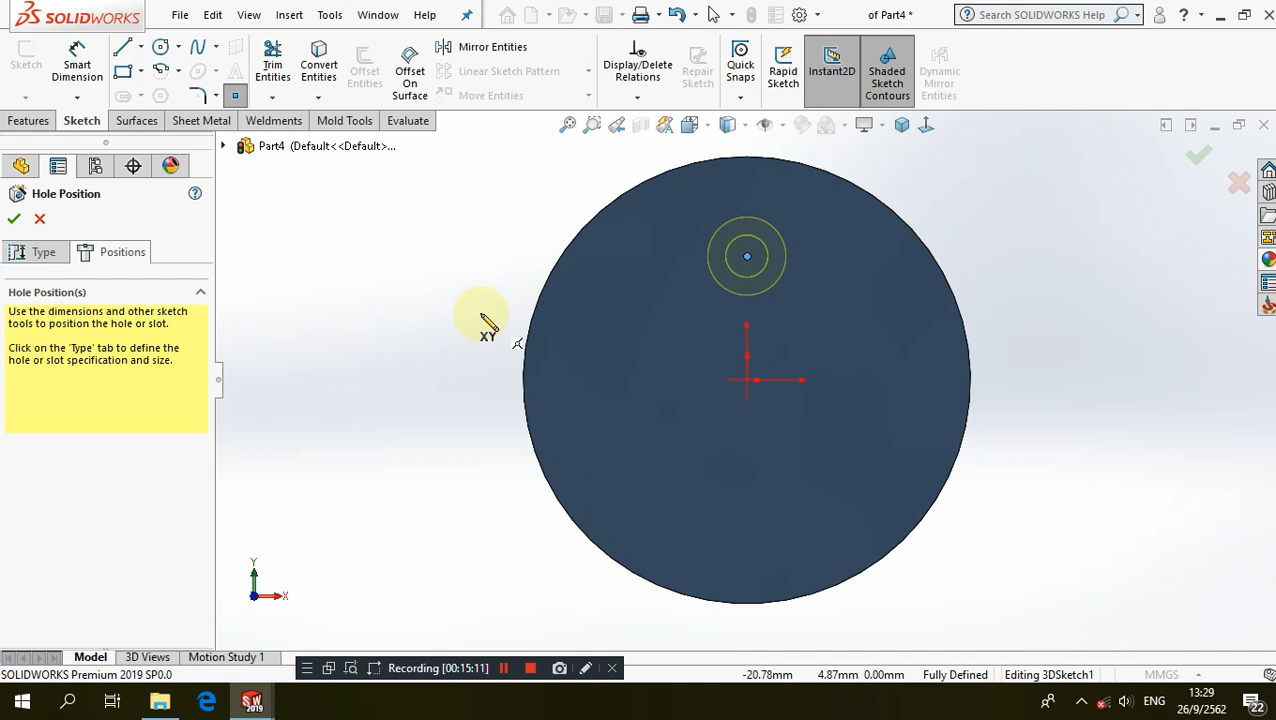 SOLIDWORKS
File
Edit
View
Insert
Tools
Window
Help
of Part4 *
Search SOLIDWORKS Help
?
Sketch
Smart
Dimension
Trim
Entities
Convert
Entities
Offset
Entities
Offset
On
Surface
Mirror Entities
Linear Sketch Pattern
Move Entities
Display/Delete
Relations
Repair
Sketch
Quick
Snaps
Rapid
Sketch
Instant2D
Shaded
Sketch
Contours
Dynamic
Mirror
Entities
Features
Sketch
Surfaces
Sheet Metal
Weldments
Mold Tools
Evaluate
Part4 (Default<<Default>...
Hole Position
Type
Positions
Hole Position(s)
Use the dimensions and other sketch
tools to position the hole or slot.
Click on the 'Type' tab to define the
hole or slot specification and size.
XY
Y
X
Model
3D Views
Motion Study 1
Recording [00:15:11]
SOLIDWORKS Premium 2019 SP0.0
-20.78mm
4.87mm 0.00mm
Fully Defined
Editing 3DSketch1
MMGS
SW
2019
ENG
13:29
26/9/2562
22